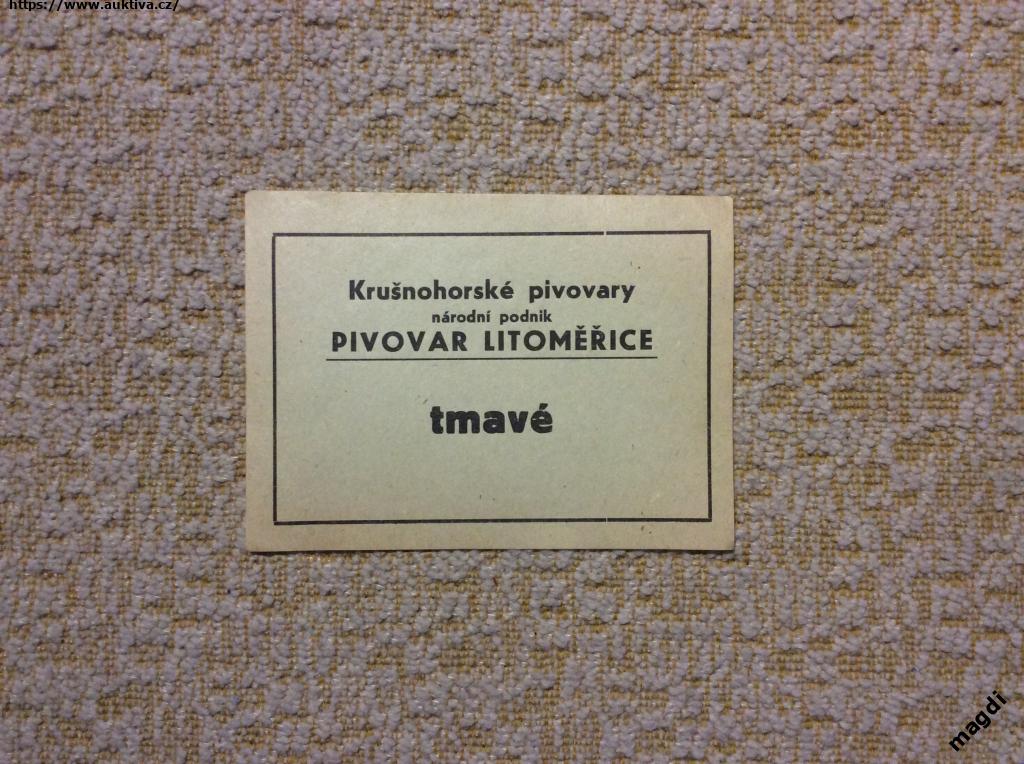 https://www.auktiva.cz/
Krušnohorské pivovary
národní podnik
PIVOVAR LITOMĚŘICE
tmavé
magdi